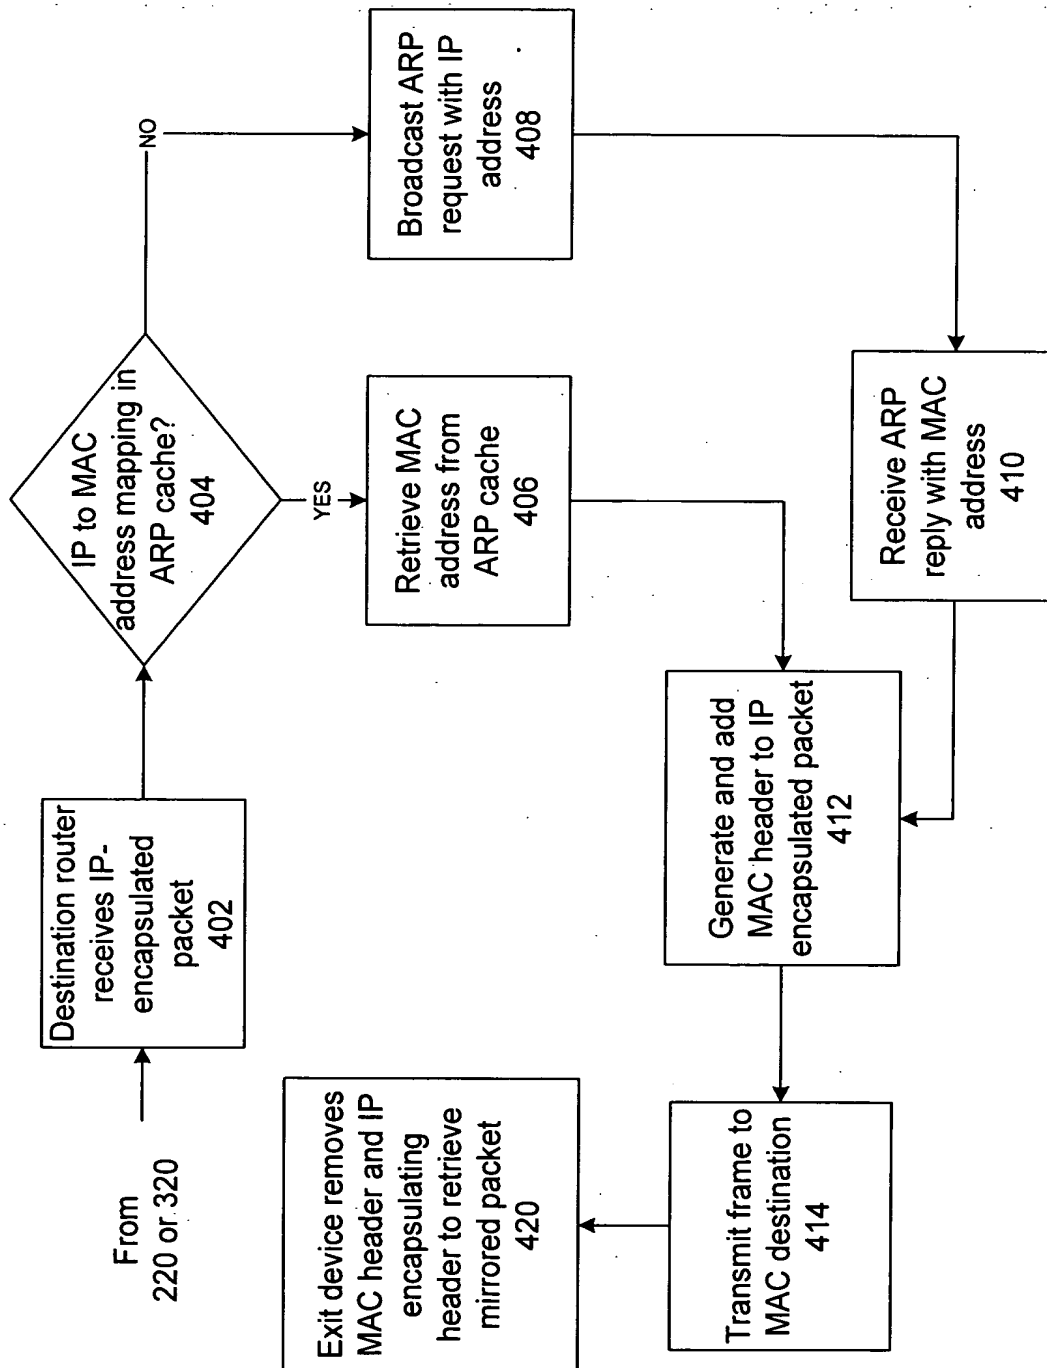 From
220 or 320
Destination router
receives IP-
encapsulated
packet
402
IP to MAC
address mapping in
ARP cache?
404
NO
YES
Broadcast ARP
request with IP
address
408
Retrieve MAC
address from
ARP cache
406
Receive ARP
reply with MAC
address
410
Generate and add
MAC header to IP
encapsulated packet
412
Transmit frame to
MAC destination
414
Exit device removes
MAC header and IP
encapsulating
header to retrieve
mirrored packet
420